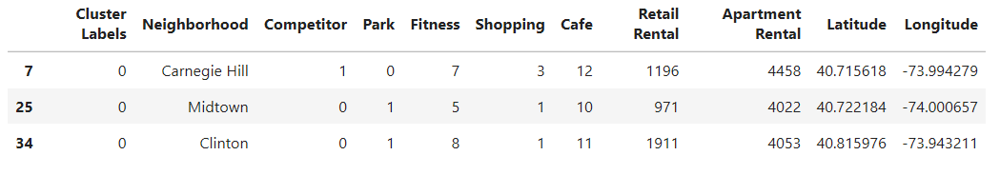 Cluster Labels Neighborhood Competitor Park Fitness Shopping Cafe Retail Rental Apartment Rental Latitude Longitude
7 0 Carnegie Hill 1 0 7 3 12 1196 4458 40.715618 -73.994279
25 0 Midtown 0 1 5 1 10 971 4022 40.722184 -74.000657
34 0 Clinton 0 1 8 1 11 1911 4053 40.815976 -73.943211